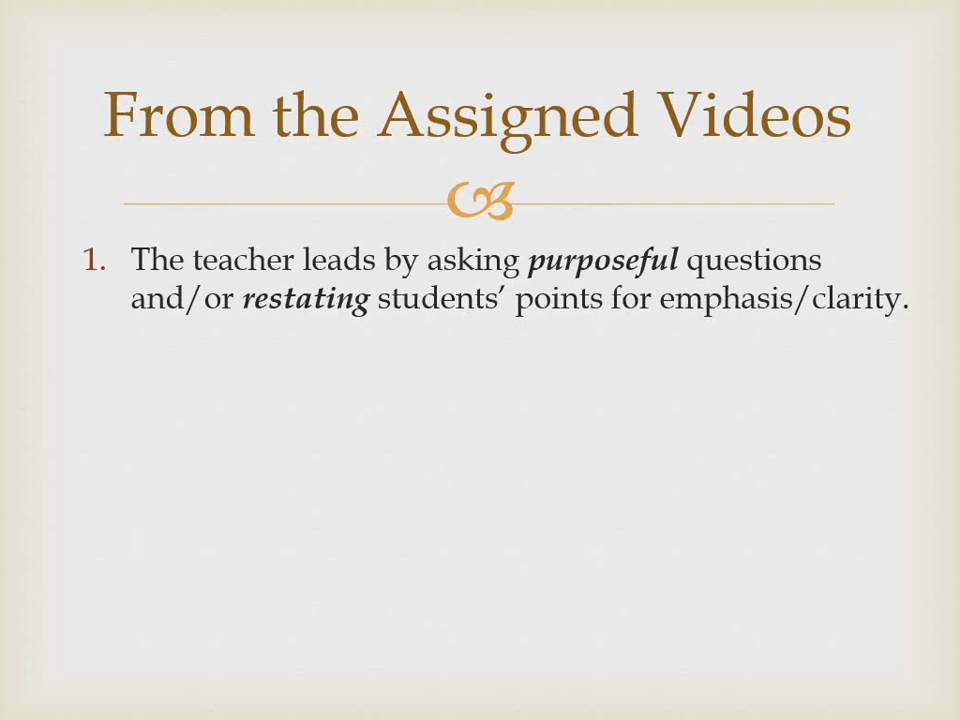 From the Assigned Videos
1. The teacher leads by asking purposeful questions
and/or restating students’ points for emphasis/clarity.